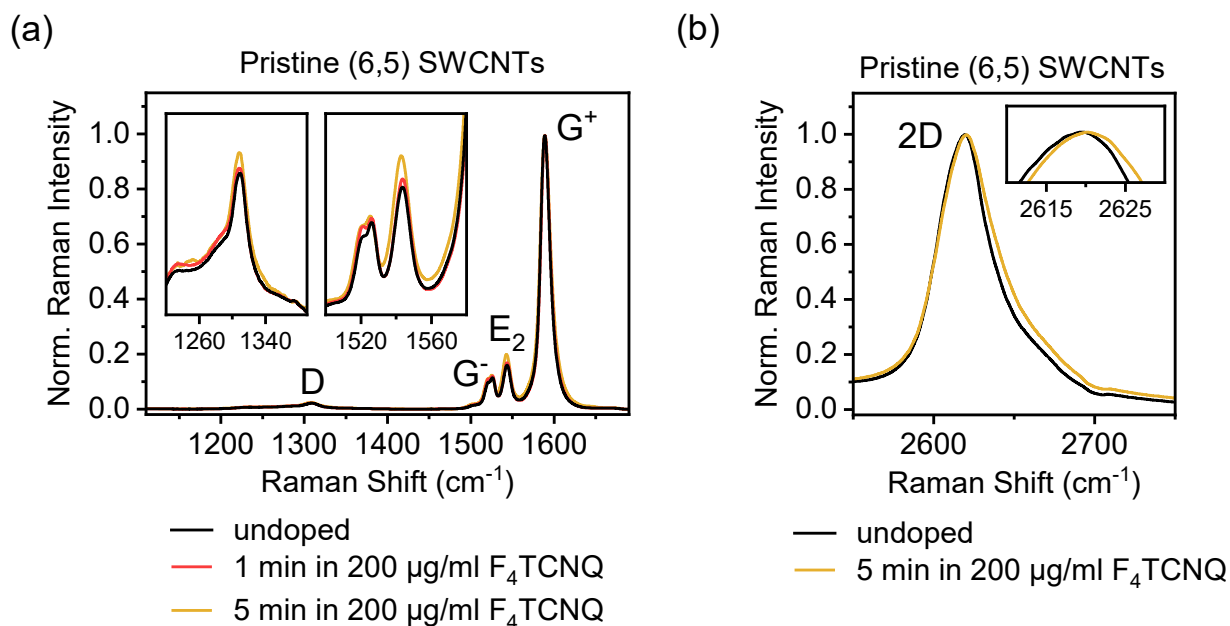 (a)
Pristine (6,5) SWCNTs
Norm. Raman Intensity
1.0
0.8
0.6
0.4
0.2
0.0
1260 1340
1520 1560
D
G⁻
E₂
G⁺
1200 1300 1400 1500 1600
Raman Shift (cm⁻¹)
undoped
1 min in 200 µg/ml F₄TCNQ
5 min in 200 µg/ml F₄TCNQ
(b)
Pristine (6,5) SWCNTs
Norm. Raman Intensity
1.0
0.8
0.6
0.4
0.2
0.0
2D
2615 2625
2600 2700
Raman Shift (cm⁻¹)
undoped
5 min in 200 µg/ml F₄TCNQ